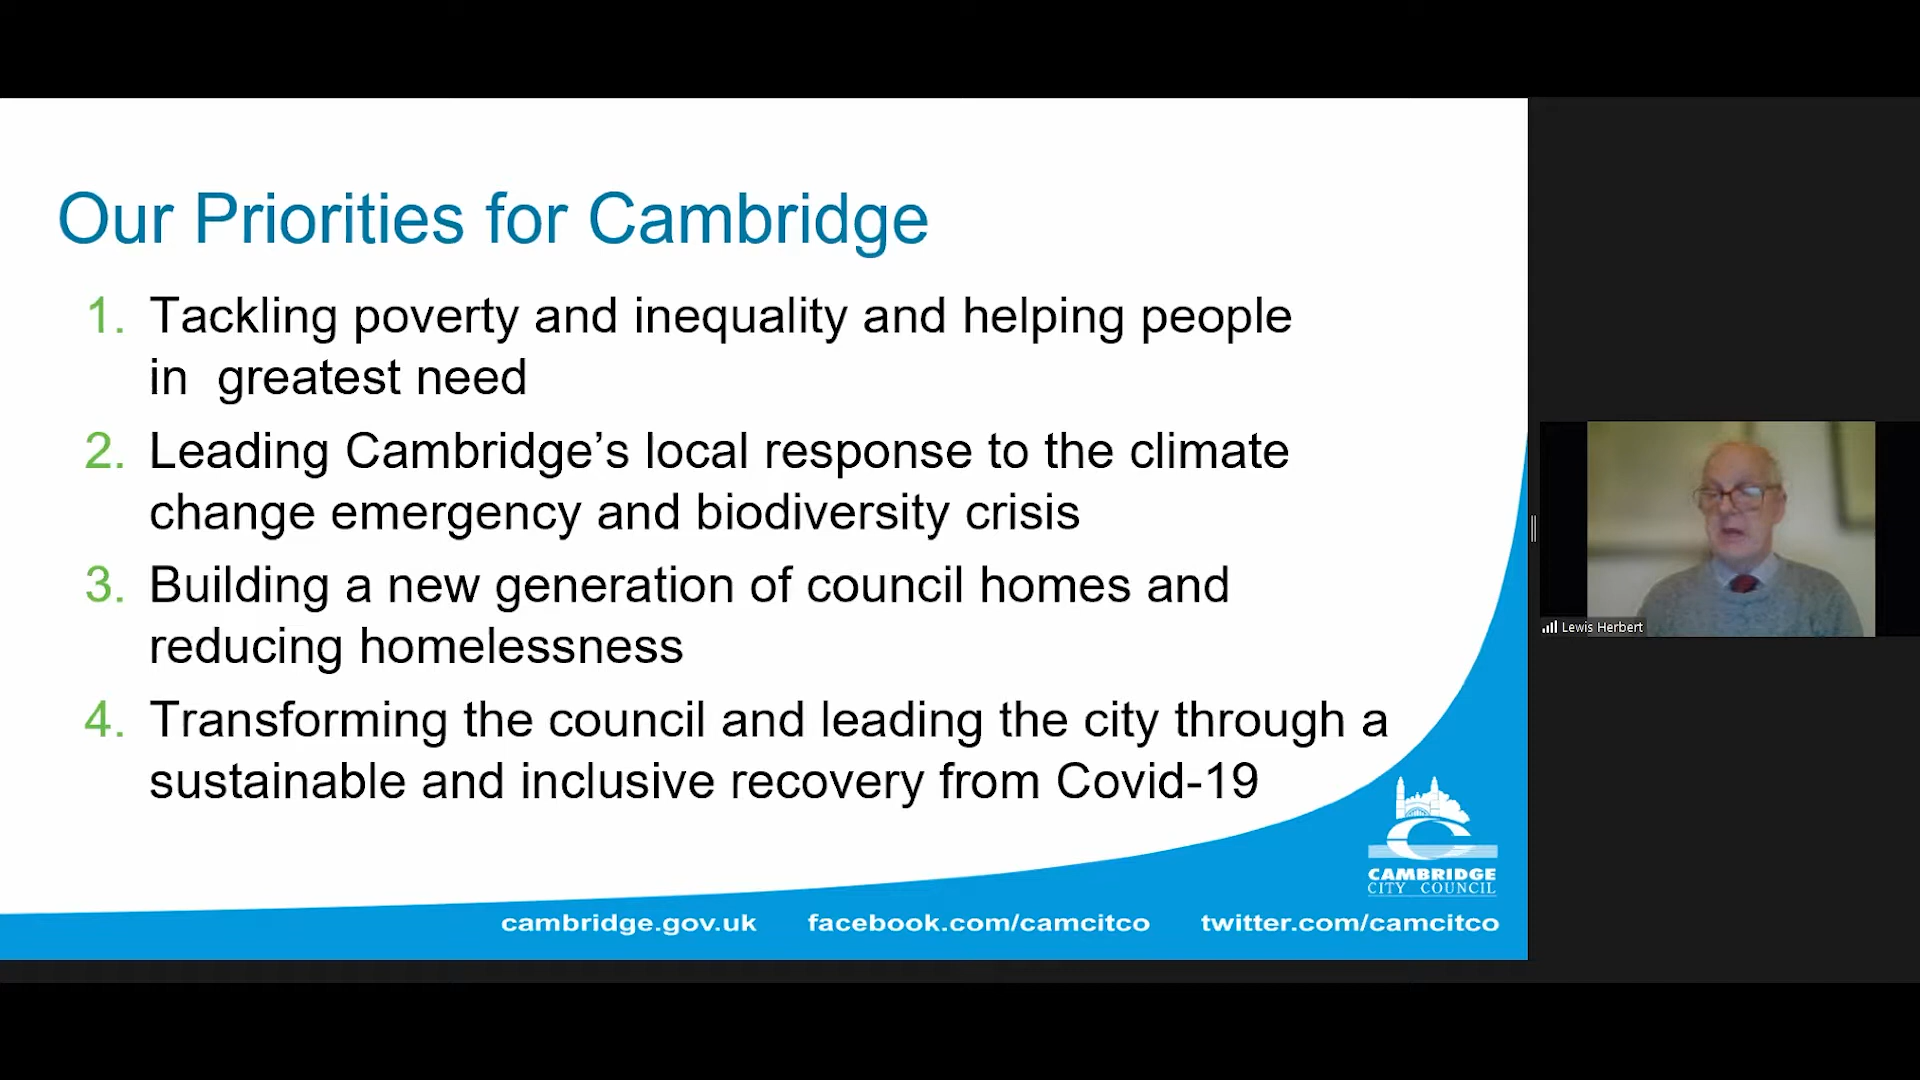 Our Priorities for Cambridge
1. Tackling poverty and inequality and helping people
in  greatest need
2. Leading Cambridge’s local response to the climate
change emergency and biodiversity crisis
3. Building a new generation of council homes and
reducing homelessness
4. Transforming the council and leading the city through a
sustainable and inclusive recovery from Covid-19
CAMBRIDGE
CITY COUNCIL
cambridge.gov.uk facebook.com/camcitco twitter.com/camcitco
Lewis Herbert